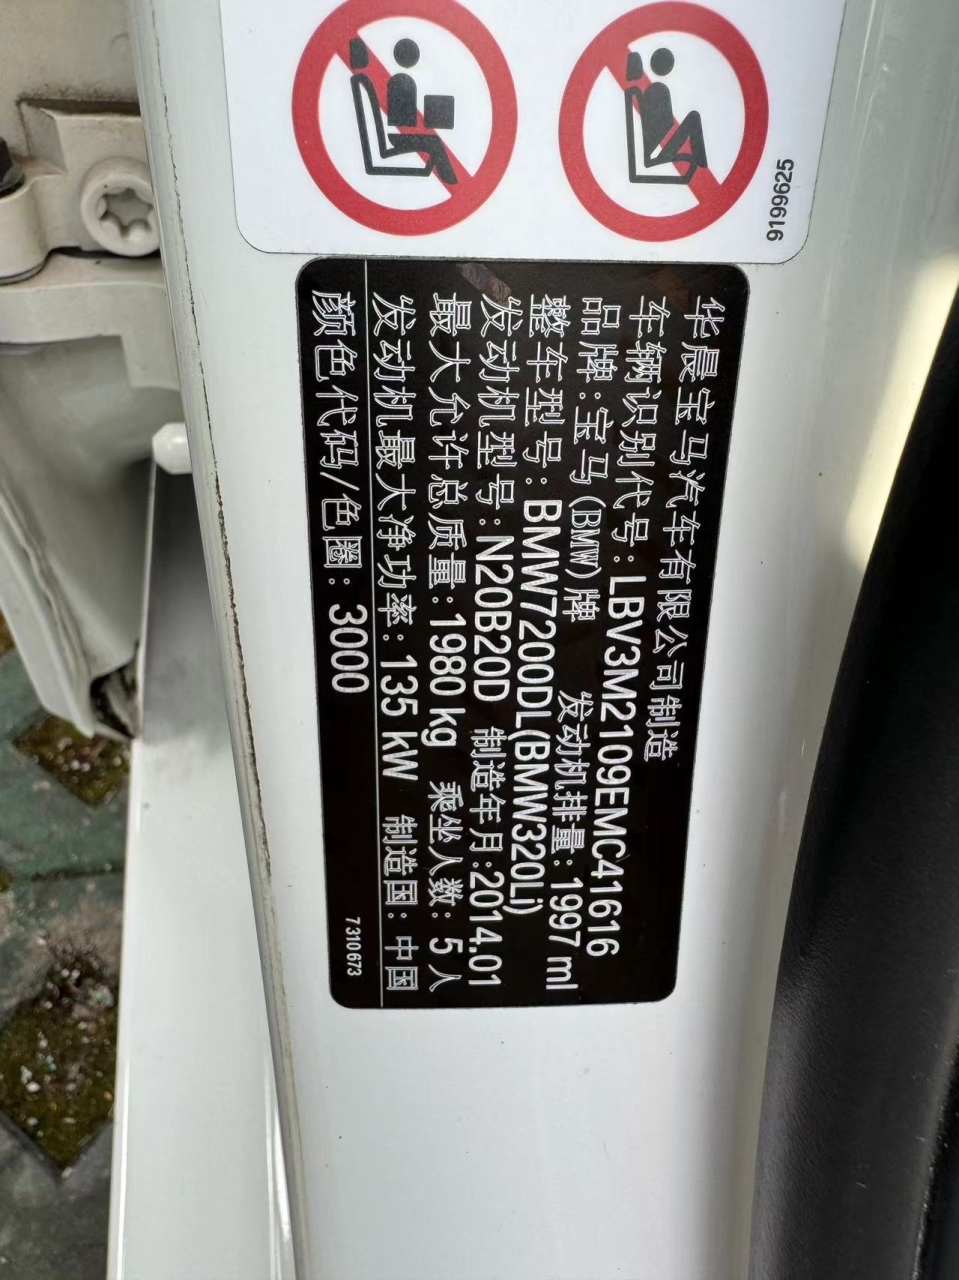 9199625
华晨宝马汽车有限公司制造
车辆识别代号:LBV3M2109EMC41616
品牌:宝马(BMW)牌 发动机排量:1997 ml
整车型号:BMW7200DL(BMW320Li)
发动机型号:N20B20D 制造年月:2014.01
最大允许总质量:1980 kg 乘坐人数:5人
发动机最大净功率:135 kW 制造国:中国
颜色代码/色圈:3000
7310673